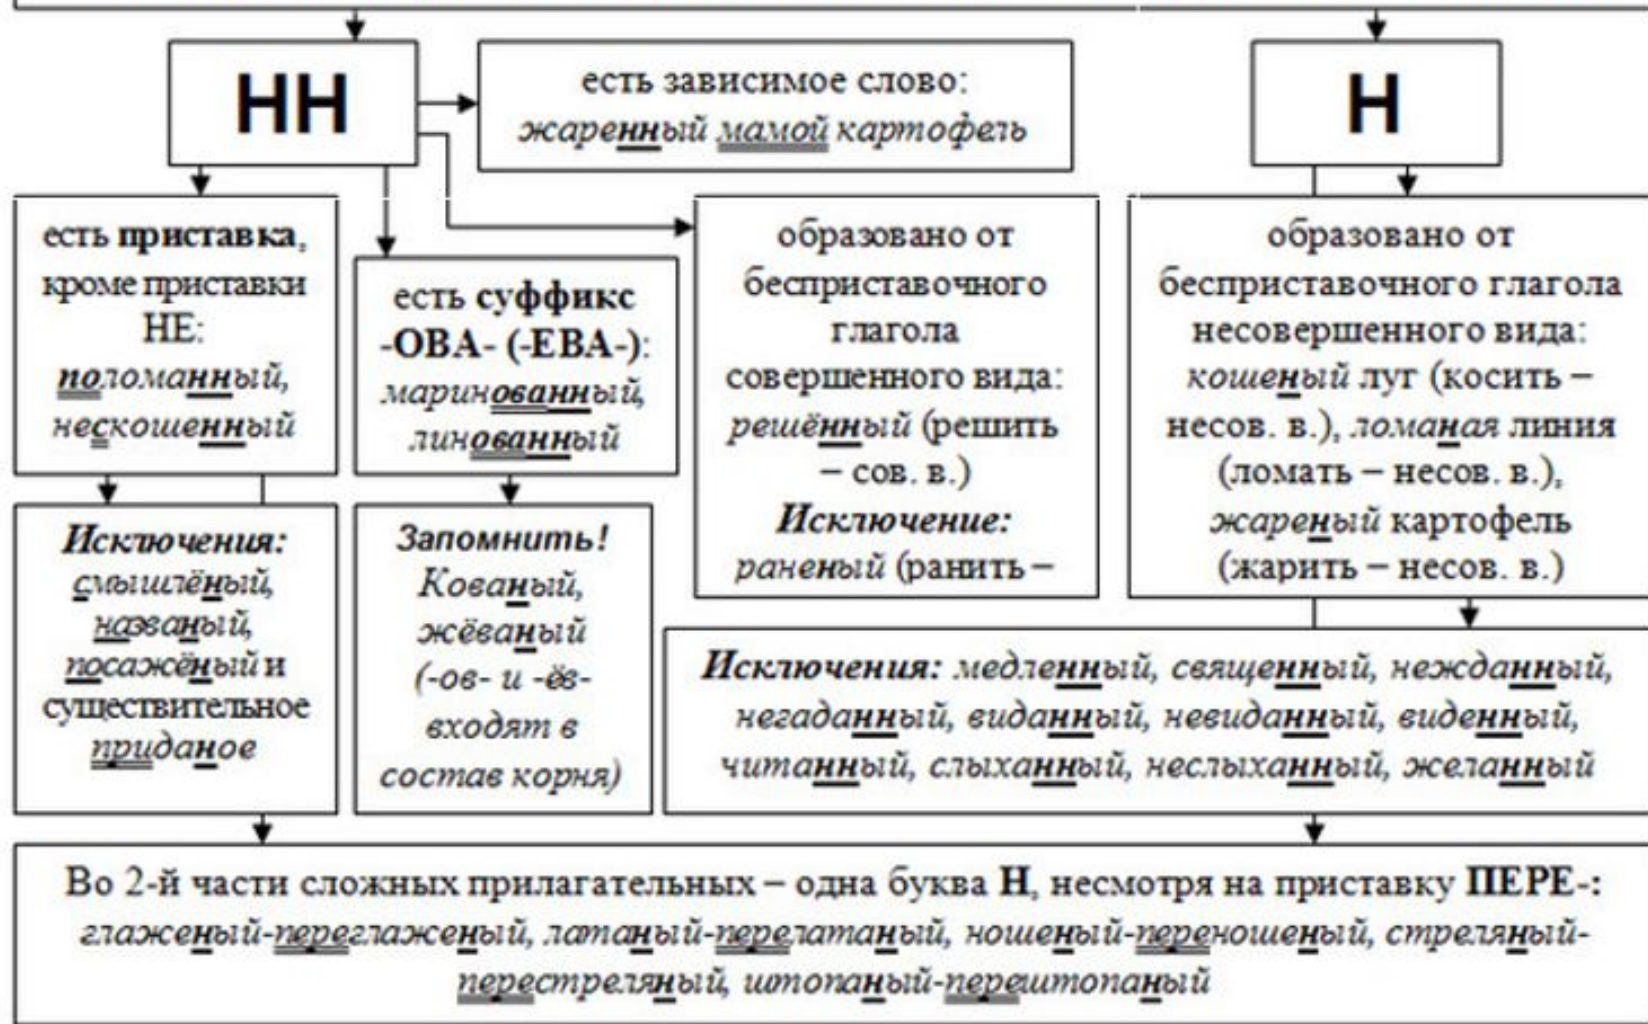 НН
есть зависимое слово:
жаренный мамой картофель
Н
есть приставка,
кроме приставки
НЕ:
поломанный,
нескошенный
есть суффикс
-ОВА- (-ЕВА-):
маринованный,
линованный
образовано от
бесприставочного
глагола
совершенного вида:
решённый (решить
– сов. в.)
Исключение:
раненый (ранить –
образовано от
бесприставочного глагола
несовершенного вида:
кошеный луг (косить –
несов. в.), ломаная линия
(ломать – несов. в.),
жареный картофель
(жарить – несов. в.)
Исключения:
смышлёный,
названый,
посажёный и
существительное
приданое
Запомнить!
Кованый,
жёваный
(-ов- и -ёв-
входят в
состав корня)
Исключения: медленный, священный, нежданный,
негаданный, виданный, невиданный, виденный,
читанный, слыханный, неслыханный, желанный
Во 2-й части сложных прилагательных – одна буква Н, несмотря на приставку ПЕРЕ-:
глаженый-переглаженый, латаный-перелатаный, ношеный-переношеный, стреляный-
перестреляный, штопаный-перештопаный